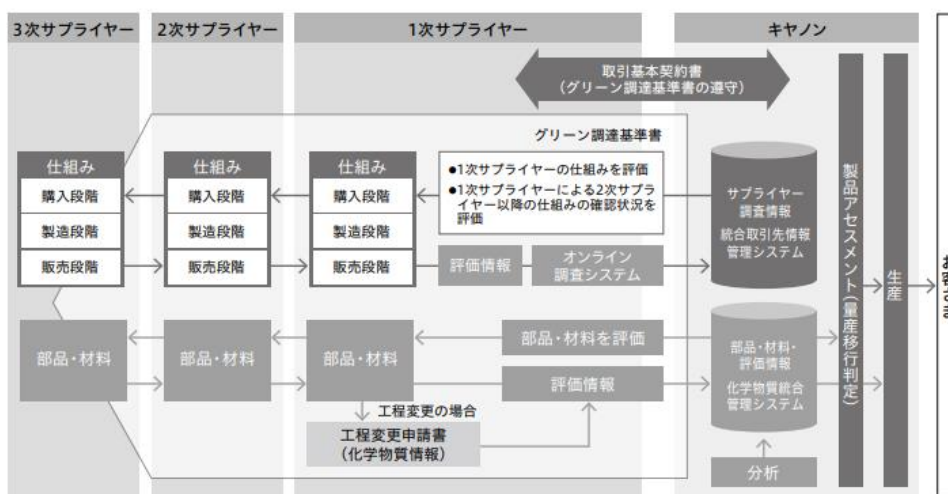 3次サプライヤー
2次サプライヤー
1次サプライヤー
キヤノン
取引基本契約書
(グリーン調達基準書の遵守)
グリーン調達基準書
仕組み
購入段階
製造段階
販売段階
仕組み
購入段階
製造段階
販売段階
仕組み
購入段階
製造段階
販売段階
●1次サプライヤーの仕組みを評価
●1次サプライヤーによる2次サプラ
イヤー以降の仕組みの確認状況を
評価
評価情報
オンライン
調査システム
サプライヤー
調査情報
統合取引先情報
管理システム
部品・材料
部品・材料
部品・材料
部品・材料を評価
評価情報
工程変更の場合
工程変更申請書
(化学物質情報)
部品・材料・
評価情報
化学物質統合
管理システム
分析
製品アセスメント(量産移行判定)
生産